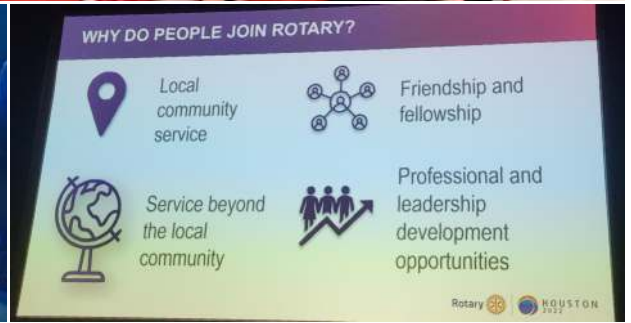 WHY DO PEOPLE JOIN ROTARY?
Local
community
service
Friendship and
fellowship
Service beyond
the local
community
Professional and
leadership
development
opportunities
Rotary
HOUSTON
2022